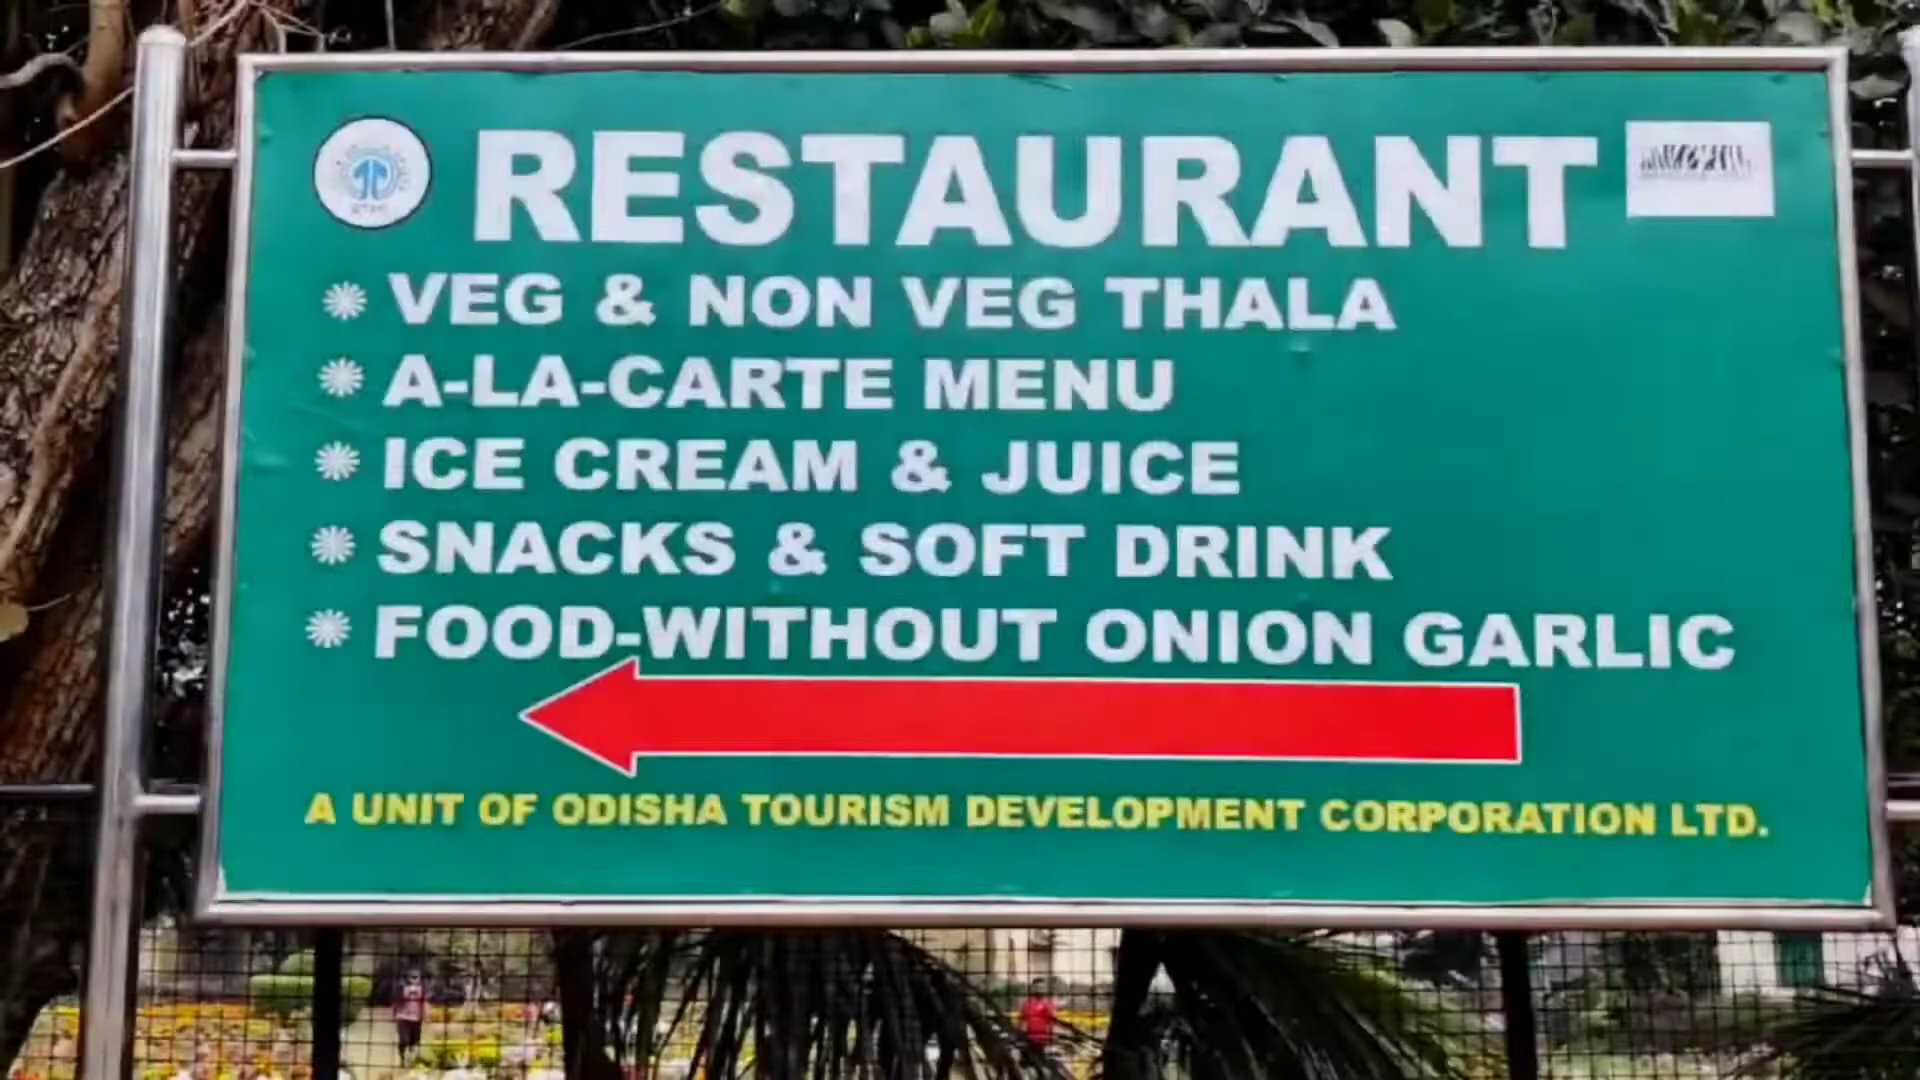 RESTAURANT
VEG & NON VEG THALA
A-LA-CARTE MENU
ICE CREAM & JUICE
SNACKS & SOFT DRINK
FOOD-WITHOUT ONION GARLIC
A UNIT OF ODISHA TOURISM DEVELOPMENT CORPORATION LTD.